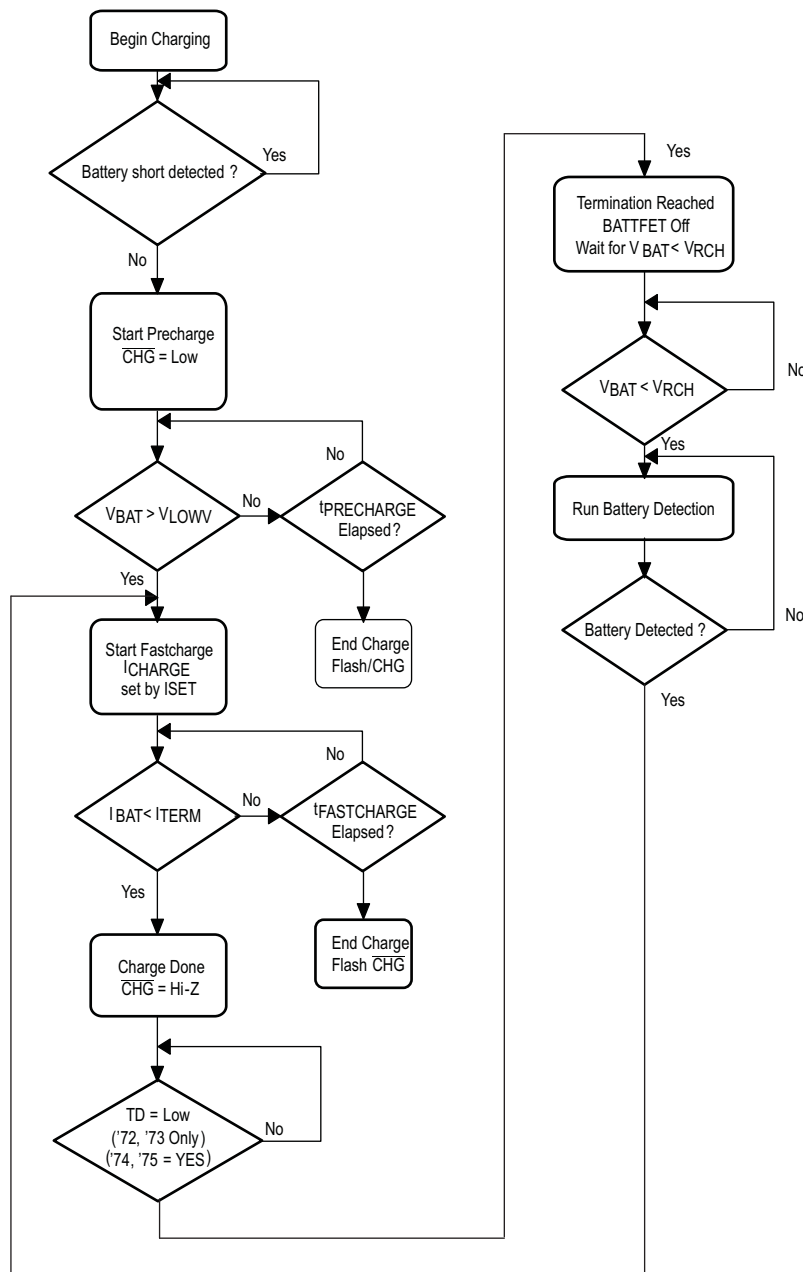 Begin Charging
Battery short detected ?
Yes
No
Start Precharge
C̅H̅G̅ = Low
No
VBAT > VLOWV
No
tPRECHARGE
Elapsed?
Yes
Start Fastcharge
ICHARGE
set by ISET
End Charge
Flash/CHG
No
IBAT< ITERM
No
tFASTCHARGE
Elapsed?
Yes
Charge Done
C̅H̅G̅ = Hi-Z
End Charge
Flash C̅H̅G̅
TD = Low
('72, '73 Only)
('74, '75 = YES)
No
Yes
Termination Reached
BATTFET Off
Wait for VBAT< VRCH
VBAT < VRCH
No
Yes
Run Battery Detection
Battery Detected ?
No
Yes